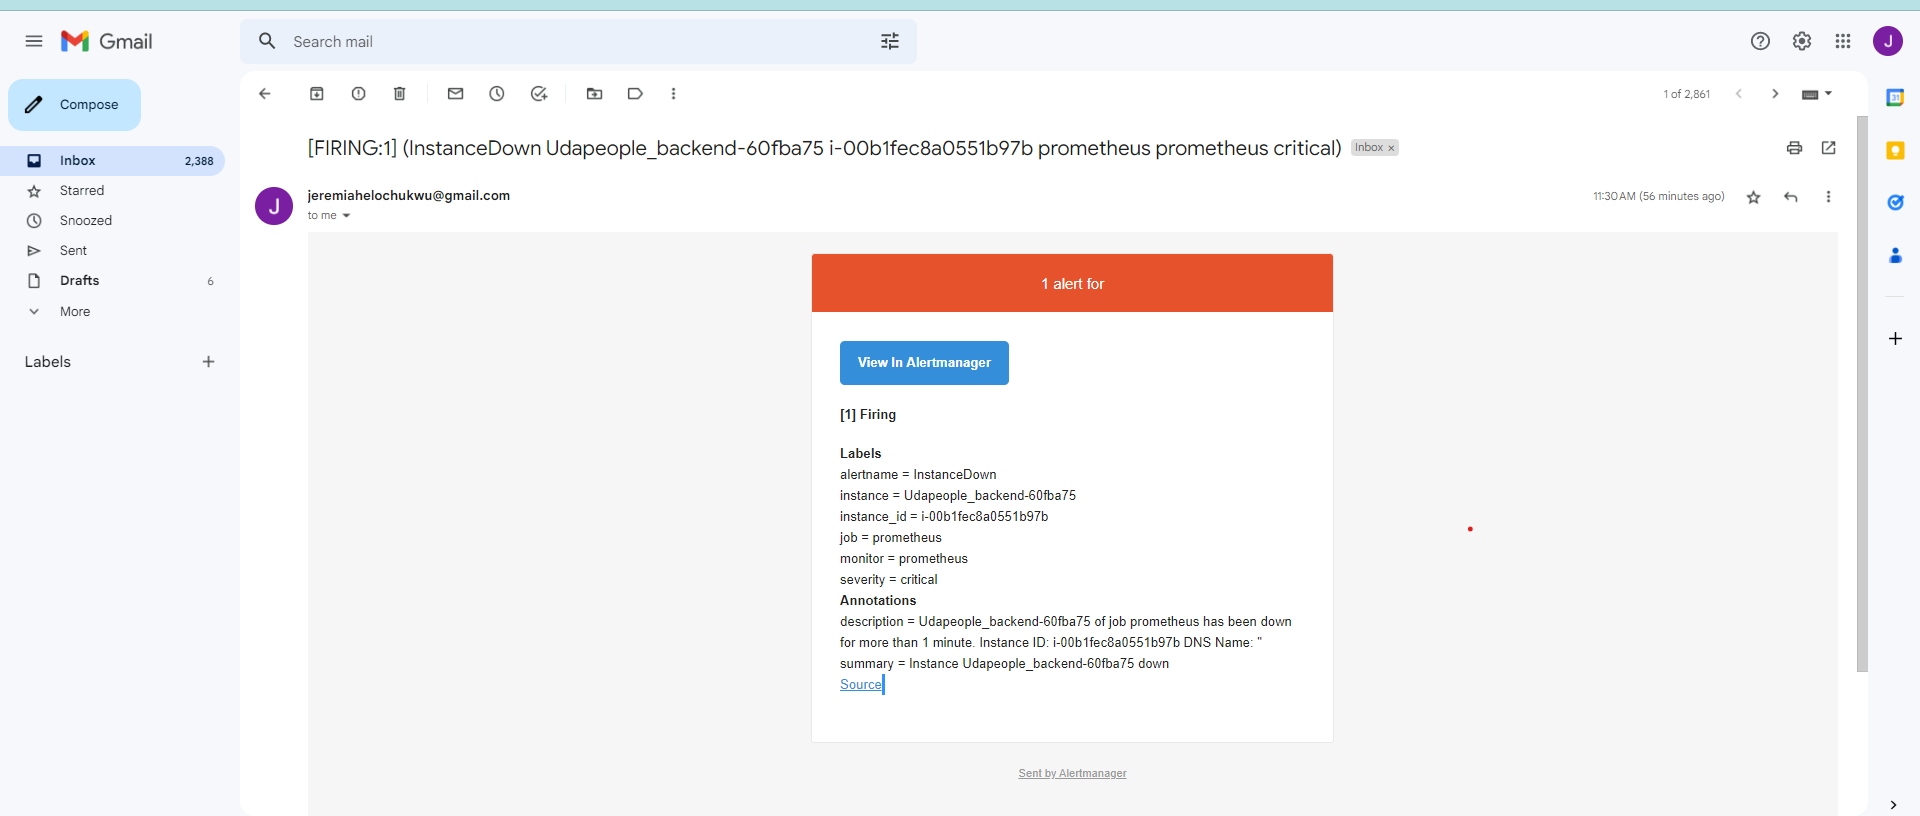 Gmail
Search mail
J
Compose
1 of 2,861
31
Inbox 2,388
Starred
Snoozed
Sent
Drafts 6
More
Labels
[FIRING:1] (InstanceDown Udapeople_backend-60fba75 i-00b1fec8a0551b97b prometheus prometheus critical) Inbox x
J
jeremiahelochukwu@gmail.com
11:30 AM (56 minutes ago)
to me
1 alert for
View In Alertmanager
[1] Firing
Labels
alertname = InstanceDown
instance = Udapeople_backend-60fba75
instance_id = i-00b1fec8a0551b97b
job = prometheus
monitor = prometheus
severity = critical
Annotations
description = Udapeople_backend-60fba75 of job prometheus has been down
for more than 1 minute. Instance ID: i-00b1fec8a0551b97b DNS Name: "
summary = Instance Udapeople_backend-60fba75 down
Source
Sent by Alertmanager